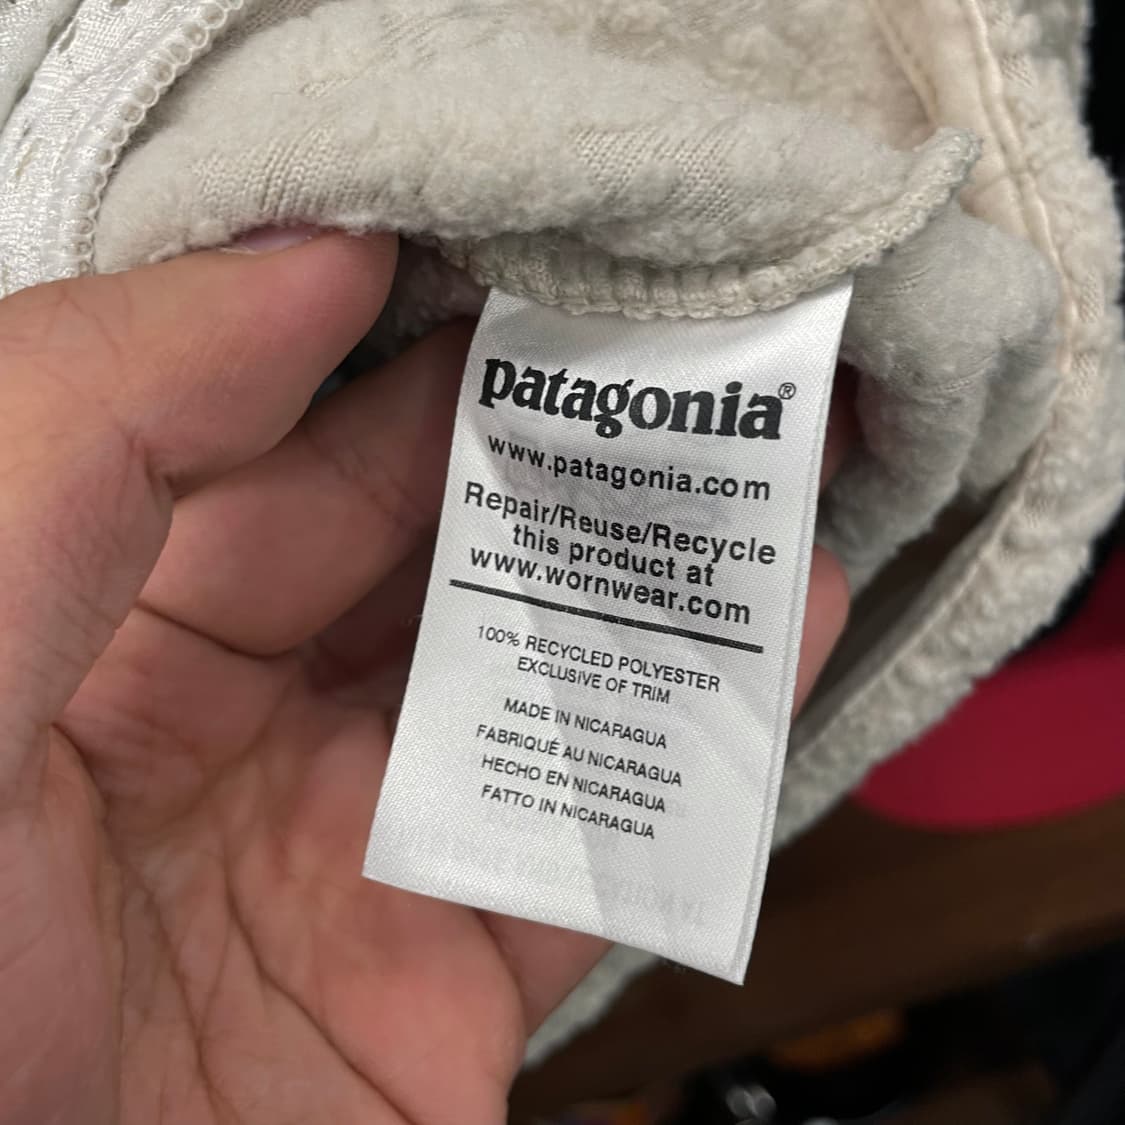 patagonia®
www.patagonia.com
Repair/Reuse/Recycle
this product at
www.wornwear.com
100% RECYCLED POLYESTER
EXCLUSIVE OF TRIM
MADE IN NICARAGUA
FABRIQUÉ AU NICARAGUA
HECHO EN NICARAGUA
FATTO IN NICARAGUA